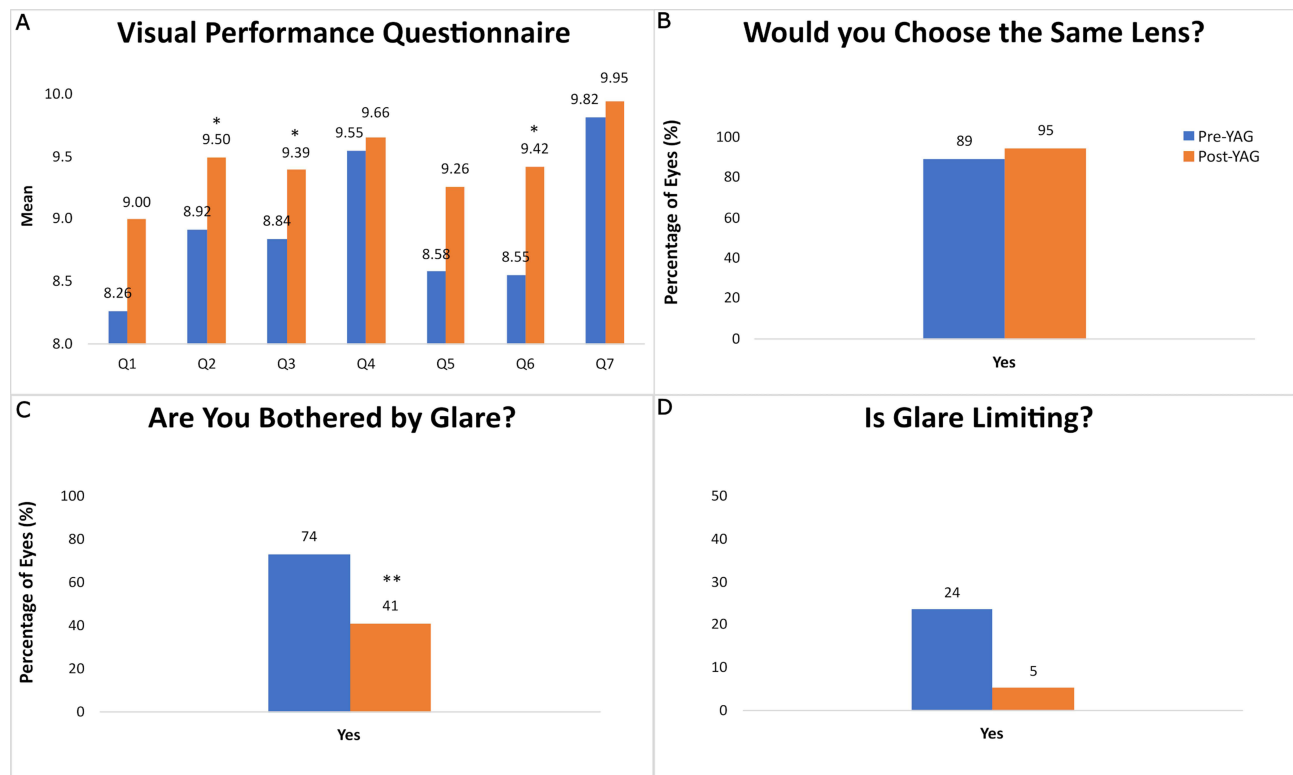 A
Visual Performance Questionnaire
Mean
10.0
9.5
9.0
8.5
8.0
8.26
9.00
8.92
*
9.50
8.84
*
9.39
9.55
9.66
8.58
9.26
8.55
*
9.42
9.82
9.95
Q1
Q2
Q3
Q4
Q5
Q6
Q7
B
Would you Choose the Same Lens?
Percentage of Eyes (%)
100
80
60
40
20
0
89
95
Yes
Pre-YAG
Post-YAG
C
Are You Bothered by Glare?
Percentage of Eyes (%)
100
80
60
40
20
0
74
**
41
Yes
D
Is Glare Limiting?
50
40
30
20
10
0
24
5
Yes